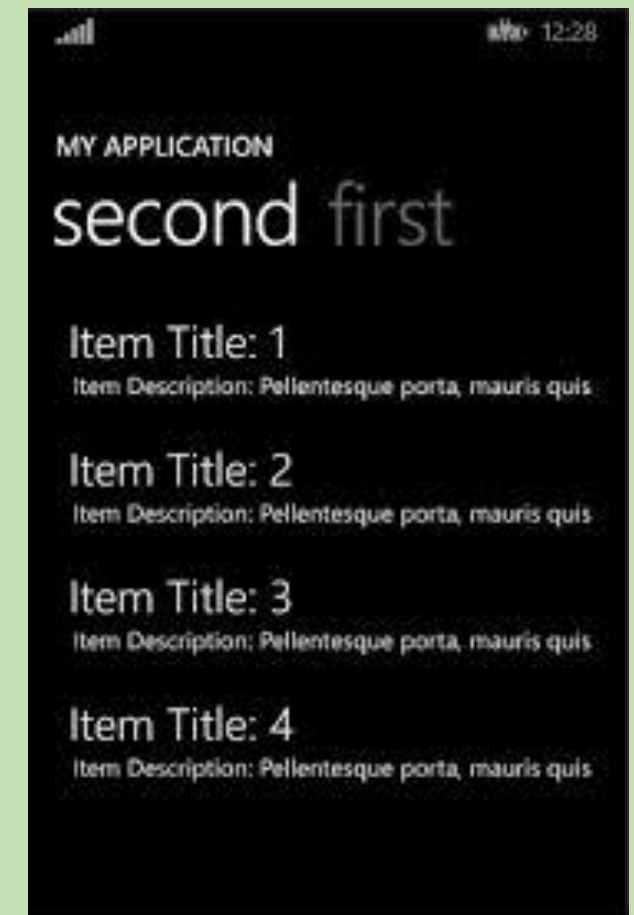 12:28
MY APPLICATION
second first
Item Title: 1
Item Description: Pellentesque porta, mauris quis
Item Title: 2
Item Description: Pellentesque porta, mauris quis
Item Title: 3
Item Description: Pellentesque porta, mauris quis
Item Title: 4
Item Description: Pellentesque porta, mauris quis